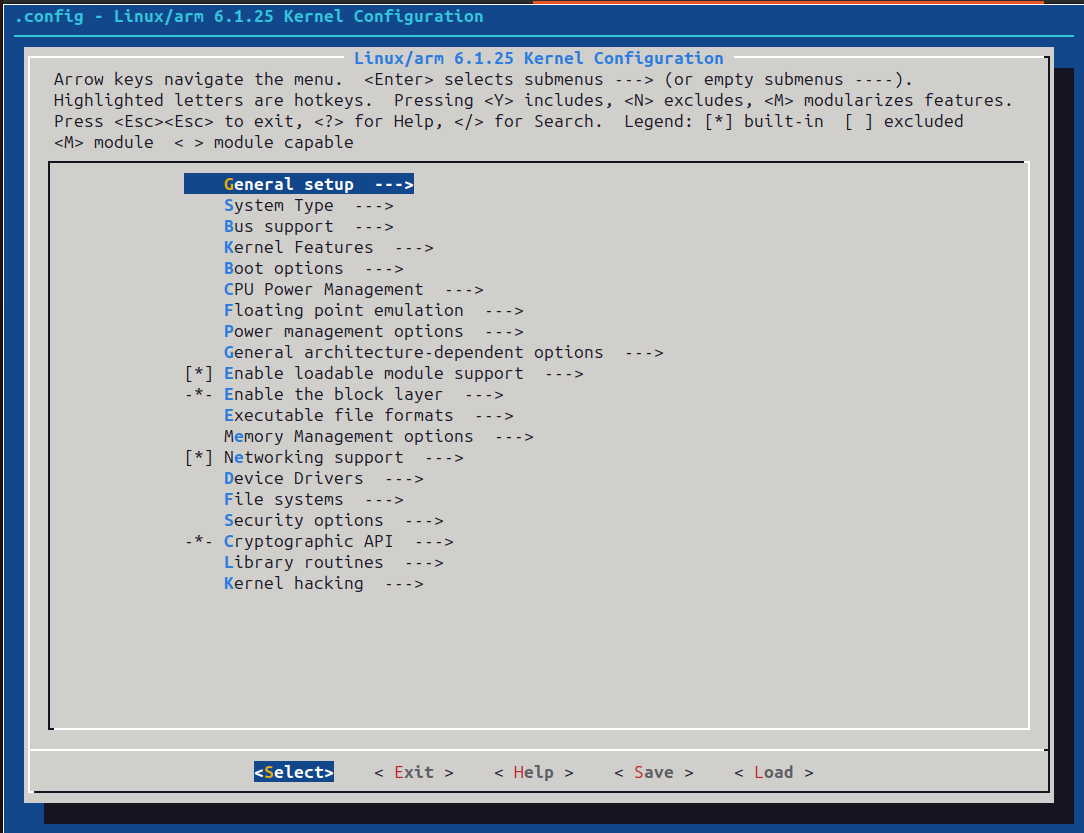 .config - Linux/arm 6.1.25 Kernel Configuration
Linux/arm 6.1.25 Kernel Configuration
Arrow keys navigate the menu.  <Enter> selects submenus ---> (or empty submenus ----).
Highlighted letters are hotkeys.  Pressing <Y> includes, <N> excludes, <M> modularizes features.
Press <Esc><Esc> to exit, <?> for Help, </> for Search.  Legend: [*] built-in  [ ] excluded
<M> module  < > module capable
General setup  --->
System Type  --->
Bus support  --->
Kernel Features  --->
Boot options  --->
CPU Power Management  --->
Floating point emulation  --->
Power management options  --->
General architecture-dependent options  --->
[*] Enable loadable module support  --->
-*- Enable the block layer  --->
Executable file formats  --->
Memory Management options  --->
[*] Networking support  --->
Device Drivers  --->
File systems  --->
Security options  --->
-*- Cryptographic API  --->
Library routines  --->
Kernel hacking  --->
<Select>    < Exit >    < Help >    < Save >    < Load >